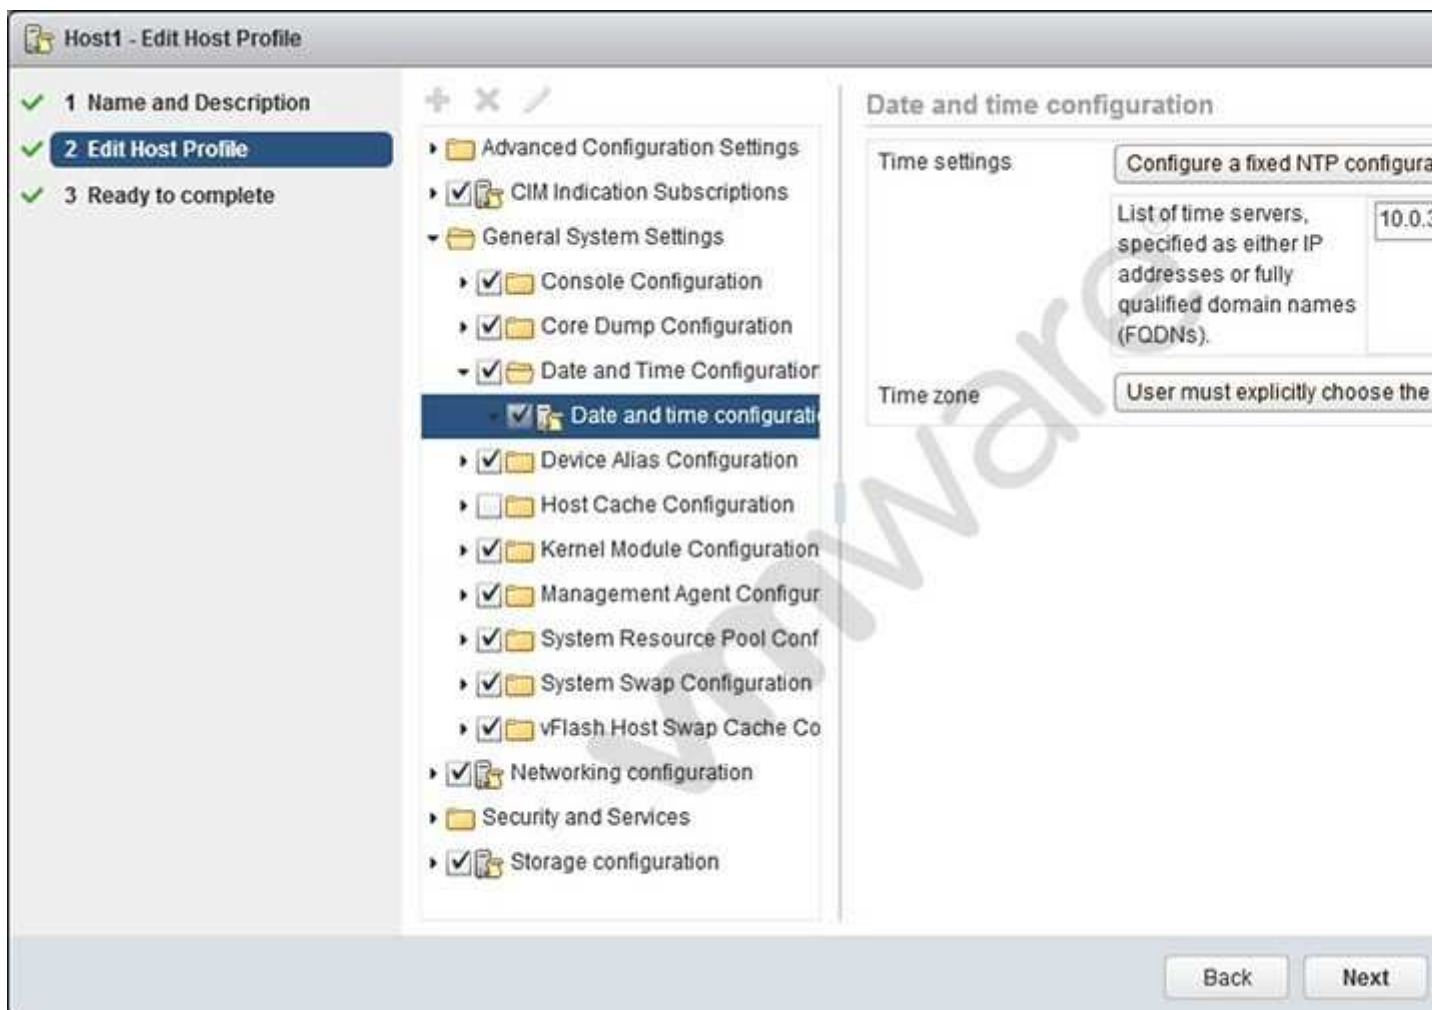 Host1 - Edit Host Profile
1 Name and Description
2 Edit Host Profile
3 Ready to complete
Advanced Configuration Settings
CIM Indication Subscriptions
General System Settings
Console Configuration
Core Dump Configuration
Date and Time Configuration
Date and time configurati
Device Alias Configuration
Host Cache Configuration
Kernel Module Configuration
Management Agent Configur
System Resource Pool Conf
System Swap Configuration
vFlash Host Swap Cache Co
Networking configuration
Security and Services
Storage configuration
Date and time configuration
Time settings
Configure a fixed NTP configura
List of time servers,
specified as either IP
addresses or fully
qualified domain names
(FQDNs).
10.0.3
Time zone
User must explicitly choose the
vmware®
Back
Next